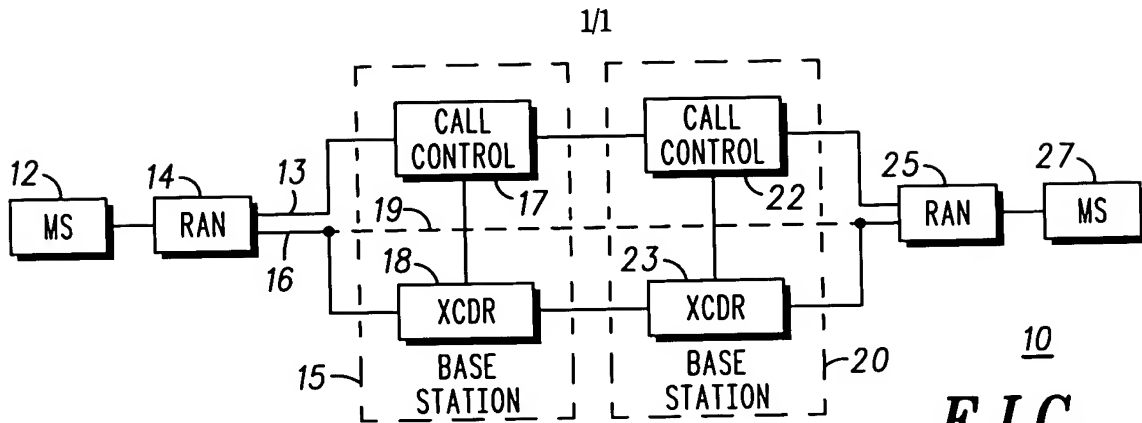 1/1
CALL
CONTROL
CALL
CONTROL
12
14
13
17
22
25
27
MS
RAN
19
RAN
MS
16
18
23
XCDR
XCDR
15
BASE
STATION
BASE
STATION
20
10
FIG